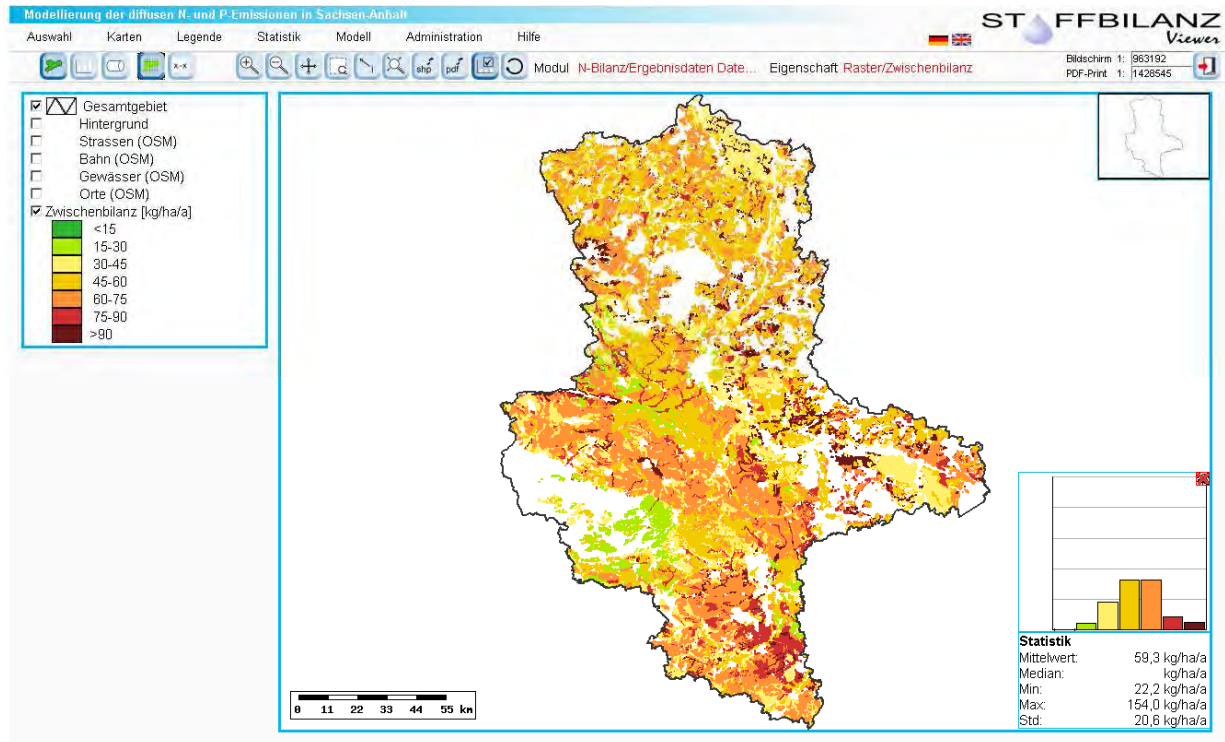 Modellierung der diffusen N- und P-Emissionen in Sachsen-Anhalt
STOFFBILANZ
Viewer
Auswahl Karten Legende Statistik Modell Administration Hilfe
x-x shp pdf Modul N-Bilanz/Ergebnisdaten Date... Eigenschaft Raster/Zwischenbilanz
Bildschirm 1: 963192
PDF-Print 1: 1428545
Gesamtgebiet
Hintergrund
Strassen (OSM)
Bahn (OSM)
Gewässer (OSM)
Orte (OSM)
Zwischenbilanz [kg/ha/a]
<15
15-30
30-45
45-60
60-75
75-90
>90
0 11 22 33 44 55 km
Statistik
Mittelwert: 59,3 kg/ha/a
Median: kg/ha/a
Min: 22,2 kg/ha/a
Max: 154,0 kg/ha/a
Std: 20,6 kg/ha/a